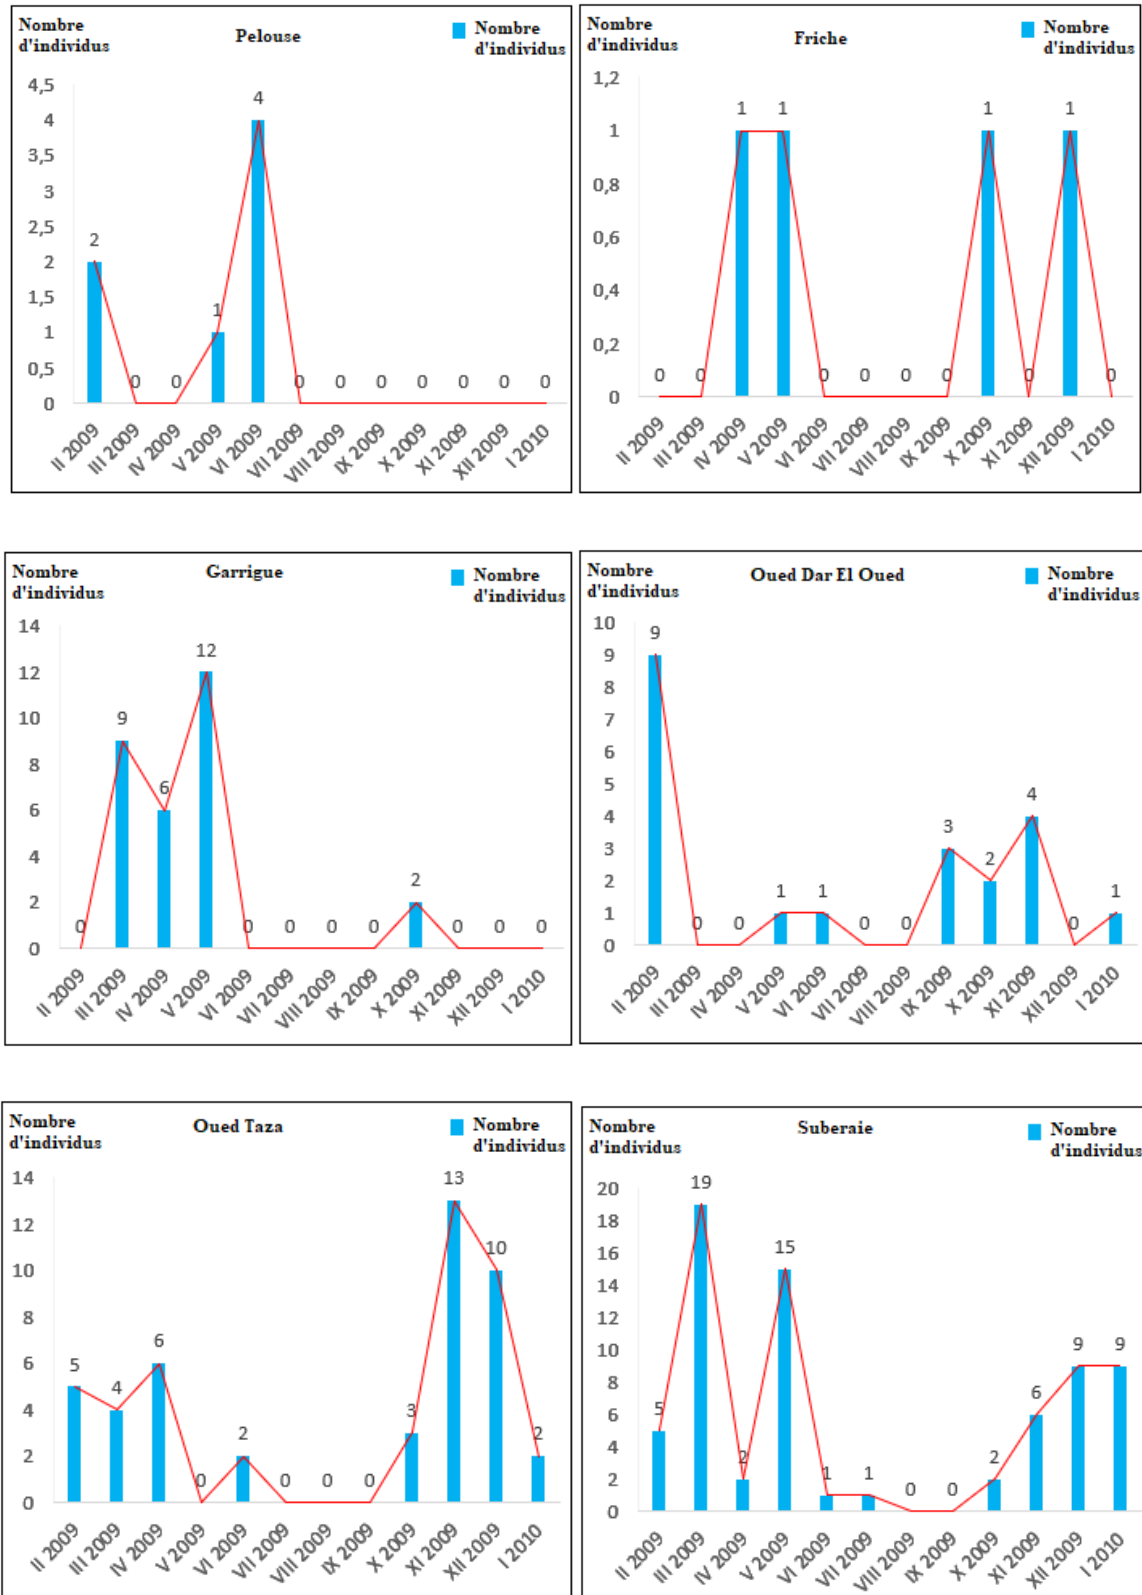 Nombre
d'individus
Pelouse
Nombre
d'individus
4,5
4
3,5
3
2,5
2
1,5
1
0,5
0
2 0 0 1 4 0 0 0 0 0 0 0
II 2009 III 2009 IV 2009 V 2009 VI 2009 VII 2009 VIII 2009 IX 2009 X 2009 XI 2009 XII 2009 I 2010
Nombre
d'individus
Friche
Nombre
d'individus
1,2
1
0,8
0,6
0,4
0,2
0
0 0 1 1 0 0 0 0 1 0 1 0
II 2009 III 2009 IV 2009 V 2009 VI 2009 VII 2009 VIII 2009 IX 2009 X 2009 XI 2009 XII 2009 I 2010
Nombre
d'individus
Garrigue
Nombre
d'individus
14
12
10
8
6
4
2
0
0 9 6 12 0 0 0 0 2 0 0 0
II 2009 III 2009 IV 2009 V 2009 VI 2009 VII 2009 VIII 2009 IX 2009 X 2009 XI 2009 XII 2009 I 2010
Nombre
d'individus
Oued Dar El Oued
Nombre
d'individus
10
9
8
7
6
5
4
3
2
1
0
9 0 0 1 1 0 0 3 2 4 0 1
II 2009 III 2009 IV 2009 V 2009 VI 2009 VII 2009 VIII 2009 IX 2009 X 2009 XI 2009 XII 2009 I 2010
Nombre
d'individus
Oued Taza
Nombre
d'individus
14
12
10
8
6
4
2
0
5 4 6 0 2 0 0 0 3 13 10 2
II 2009 III 2009 IV 2009 V 2009 VI 2009 VII 2009 VIII 2009 IX 2009 X 2009 XI 2009 XII 2009 I 2010
Nombre
d'individus
Suberaie
Nombre
d'individus
20
18
16
14
12
10
8
6
4
2
0
5 19 2 15 1 1 0 0 2 6 9 9
II 2009 III 2009 IV 2009 V 2009 VI 2009 VII 2009 VIII 2009 IX 2009 X 2009 XI 2009 XII 2009 I 2010